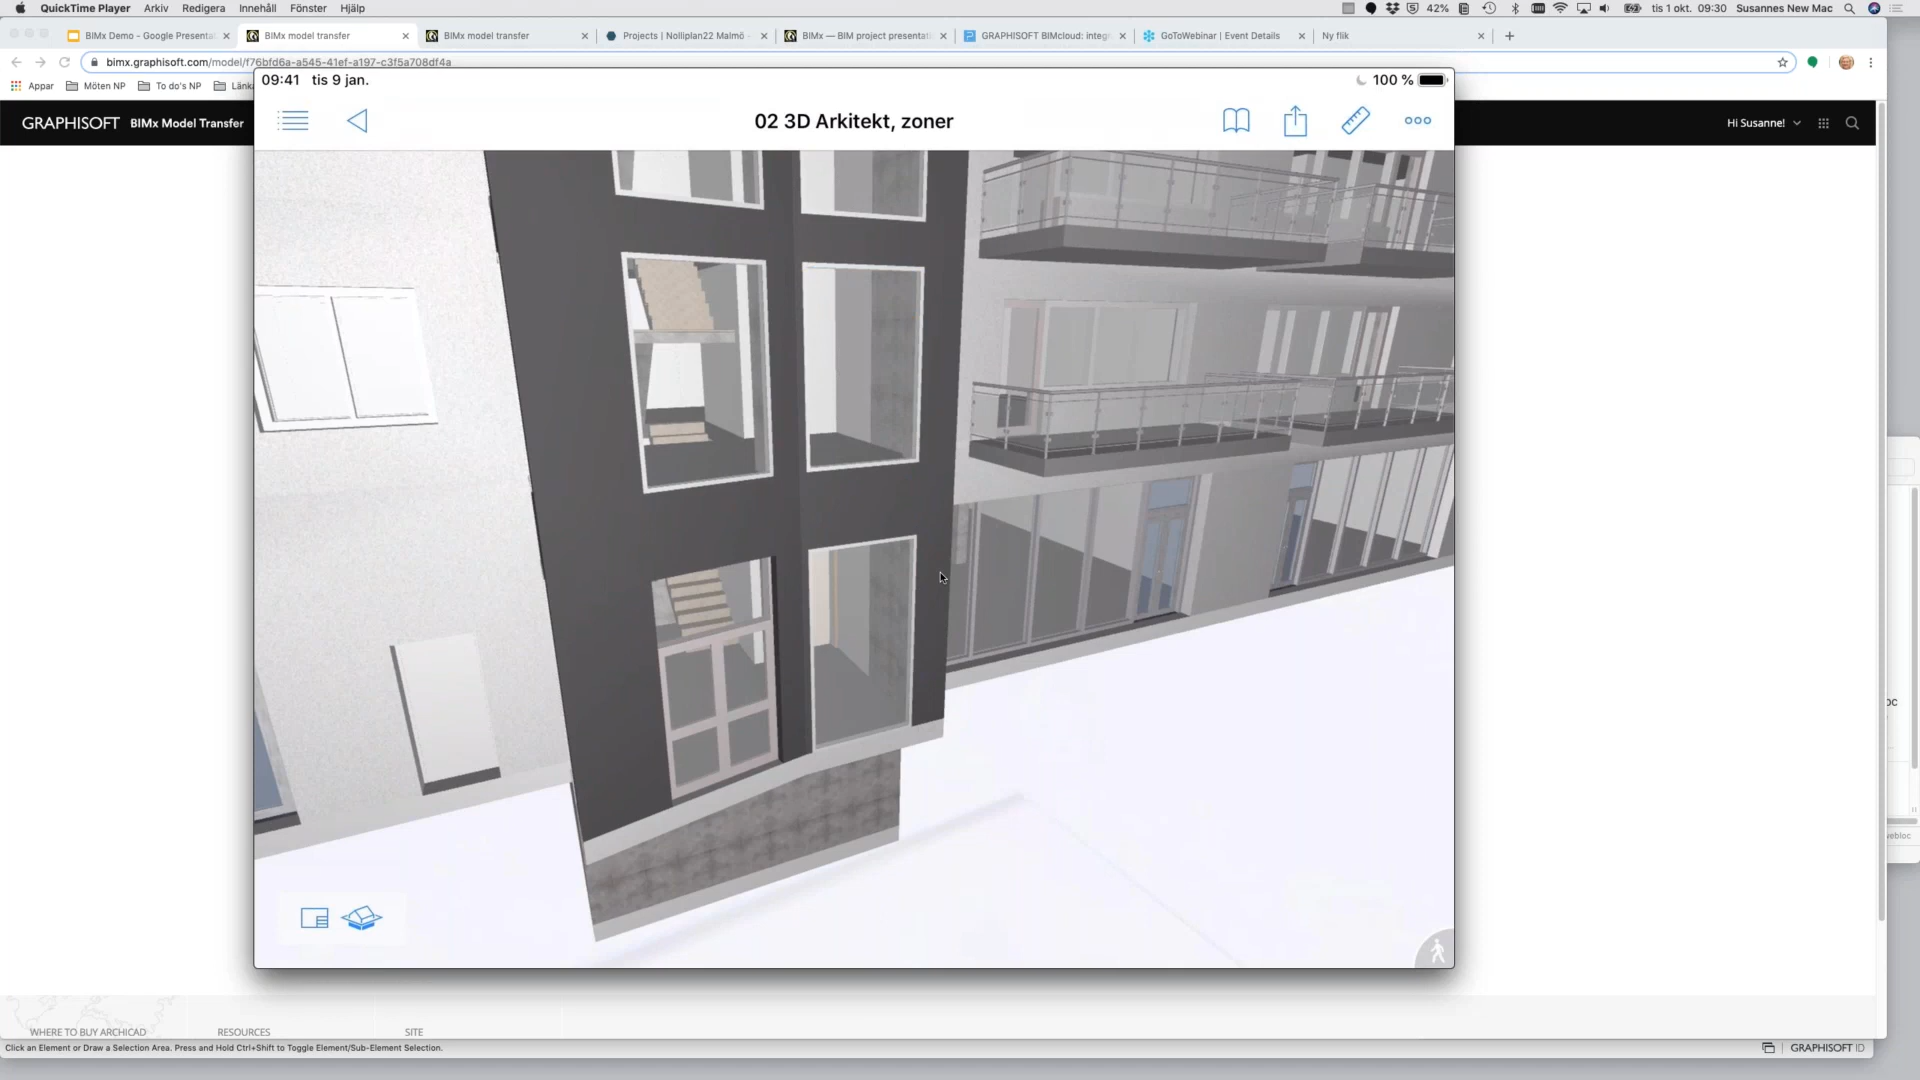 QuickTime Player Arkiv Redigera Innehåll Fönster Hjälp 42% tis 1 okt. 09:30 Susannes New Mac
BIMx Demo - Google Presenta BIMx model transfer BIMx model transfer Projects | Nolliplan22 Malmö - BIMx — BIM project presentat GRAPHISOFT BIMcloud: integ GoToWebinar | Event Details Ny flik
bimx.graphisoft.com/model/f76bfd6a-a545-41ef-a197-c3f5a708df4a
Appar Möten NP To do's NP Länka
09:41 tis 9 jan. 100 %
GRAPHISOFT BIMx Model Transfer 02 3D Arkitekt, zoner Hi Susanne!
WHERE TO BUY ARCHICAD RESOURCES SITE
Click an Element or Draw a Selection Area. Press and Hold Ctrl+Shift to Toggle Element/Sub-Element Selection. GRAPHISOFT ID